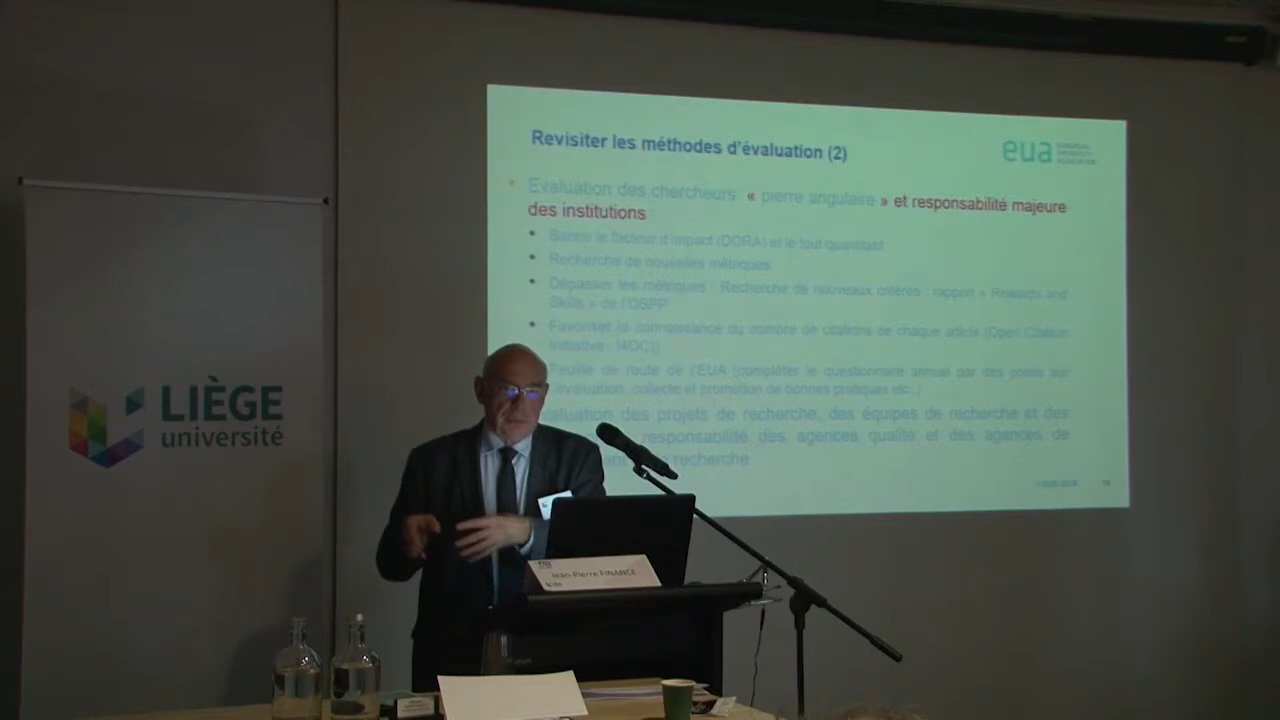 Revisiter les méthodes d'évaluation (2)
eua
EUROPEAN
UNIVERSITY
ASSOCIATION
• Evaluation des chercheurs « pierre angulaire » et responsabilité majeure
des institutions
• Bannir le facteur d'impact (DORA) et le tout quantitatif
• Recherche de nouvelles métriques
• Dépasser les métriques : Recherche de nouveaux critères : rapport « Rewards and
Skills » de l'OSPP
• Favoriser la connaissance du nombre de citations de chaque article (Open Citation
Initiative : I4OC))
Feuille de route de l'EUA (compléter le questionnaire annuel par des points sur
évaluation, collecte et promotion de bonnes pratiques etc.)
valuation des projets de recherche, des équipes de recherche et des
responsabilité des agences qualité et des agences de
recherche
LIÈGE
université
Jean-Pierre FINANCE